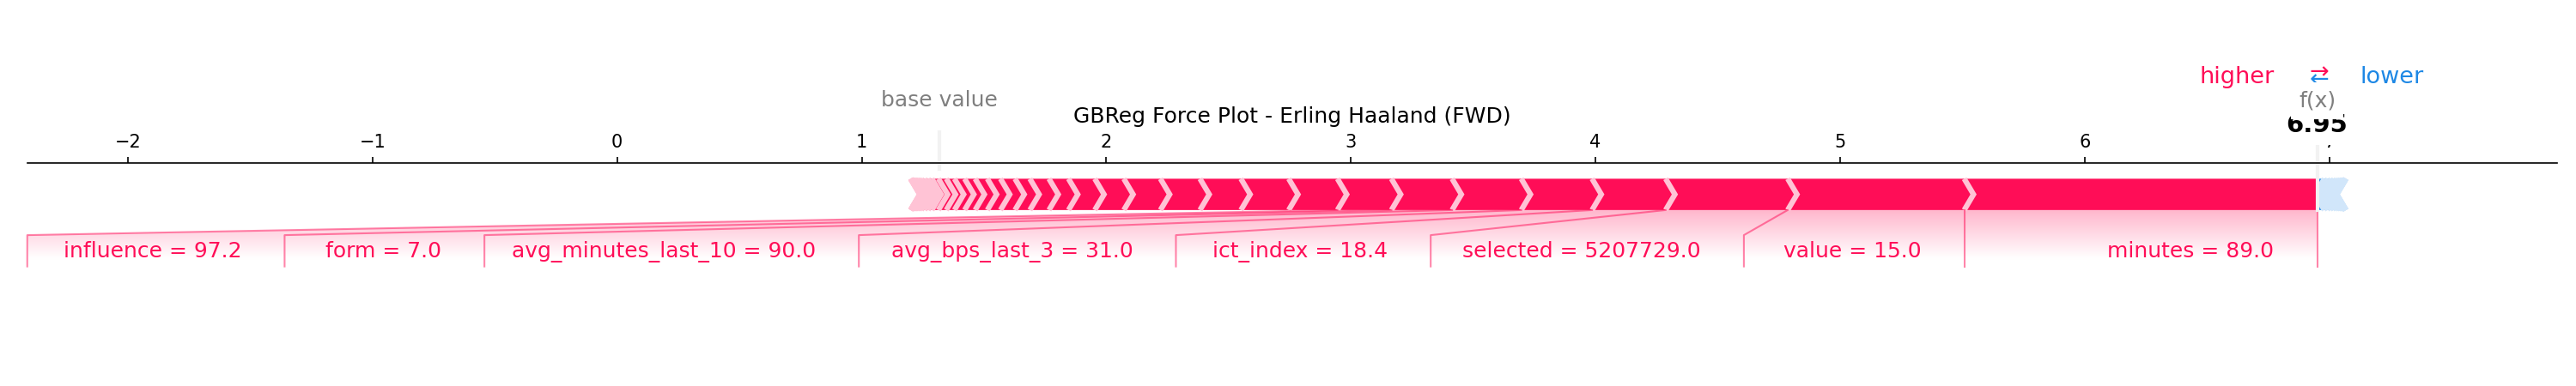 higher ⇄ lower
base value f(x)
GBReg Force Plot - Erling Haaland (FWD)
6.95
−2 −1 0 1 2 3 4 5 6
influence = 97.2 form = 7.0 avg_minutes_last_10 = 90.0 avg_bps_last_3 = 31.0 ict_index = 18.4 selected = 5207729.0 value = 15.0 minutes = 89.0